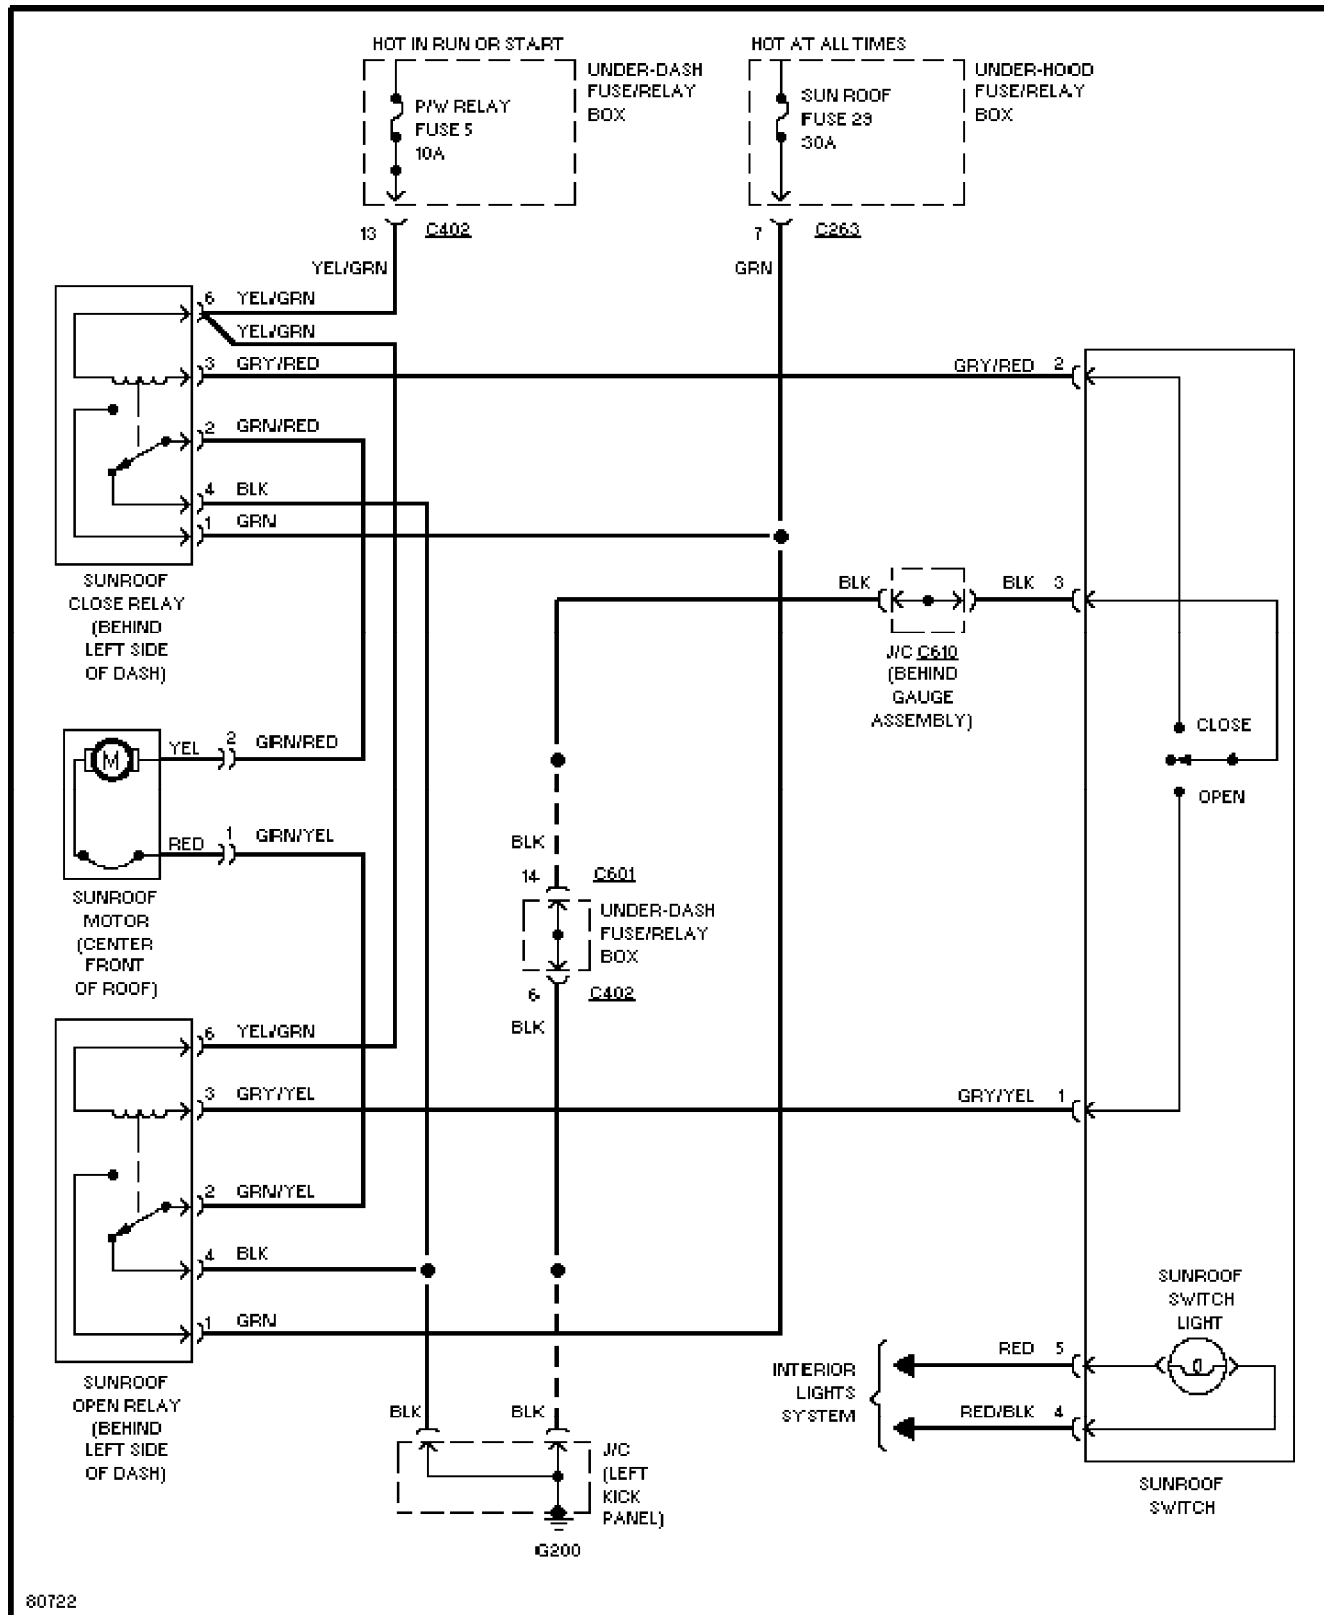 HOT IN RUN OR START
HOT AT ALL TIMES
P/W RELAY
FUSE 5
10A
UNDER-DASH
FUSE/RELAY
BOX
SUN ROOF
FUSE 29
30A
UNDER-HOOD
FUSE/RELAY
BOX
13 C402
7 C263
YEL/GRN
GRN
6 YEL/GRN
YEL/GRN
3 GRY/RED
GRY/RED 2
2 GRN/RED
4 BLK
1 GRN
SUNROOF
CLOSE RELAY
(BEHIND
LEFT SIDE
OF DASH)
BLK
BLK 3
J/C C610
(BEHIND
GAUGE
ASSEMBLY)
CLOSE
OPEN
M
YEL 2 GRN/RED
RED 1 GRN/YEL
SUNROOF
MOTOR
(CENTER
FRONT
OF ROOF)
BLK
14 C601
UNDER-DASH
FUSE/RELAY
BOX
6 C402
BLK
6 YEL/GRN
3 GRY/YEL
GRY/YEL 1
2 GRN/YEL
4 BLK
1 GRN
SUNROOF
OPEN RELAY
(BEHIND
LEFT SIDE
OF DASH)
SUNROOF
SWITCH
LIGHT
INTERIOR
LIGHTS
SYSTEM
RED 5
RED/BLK 4
SUNROOF
SWITCH
BLK
BLK
J/C
(LEFT
KICK
PANEL)
G200
80722